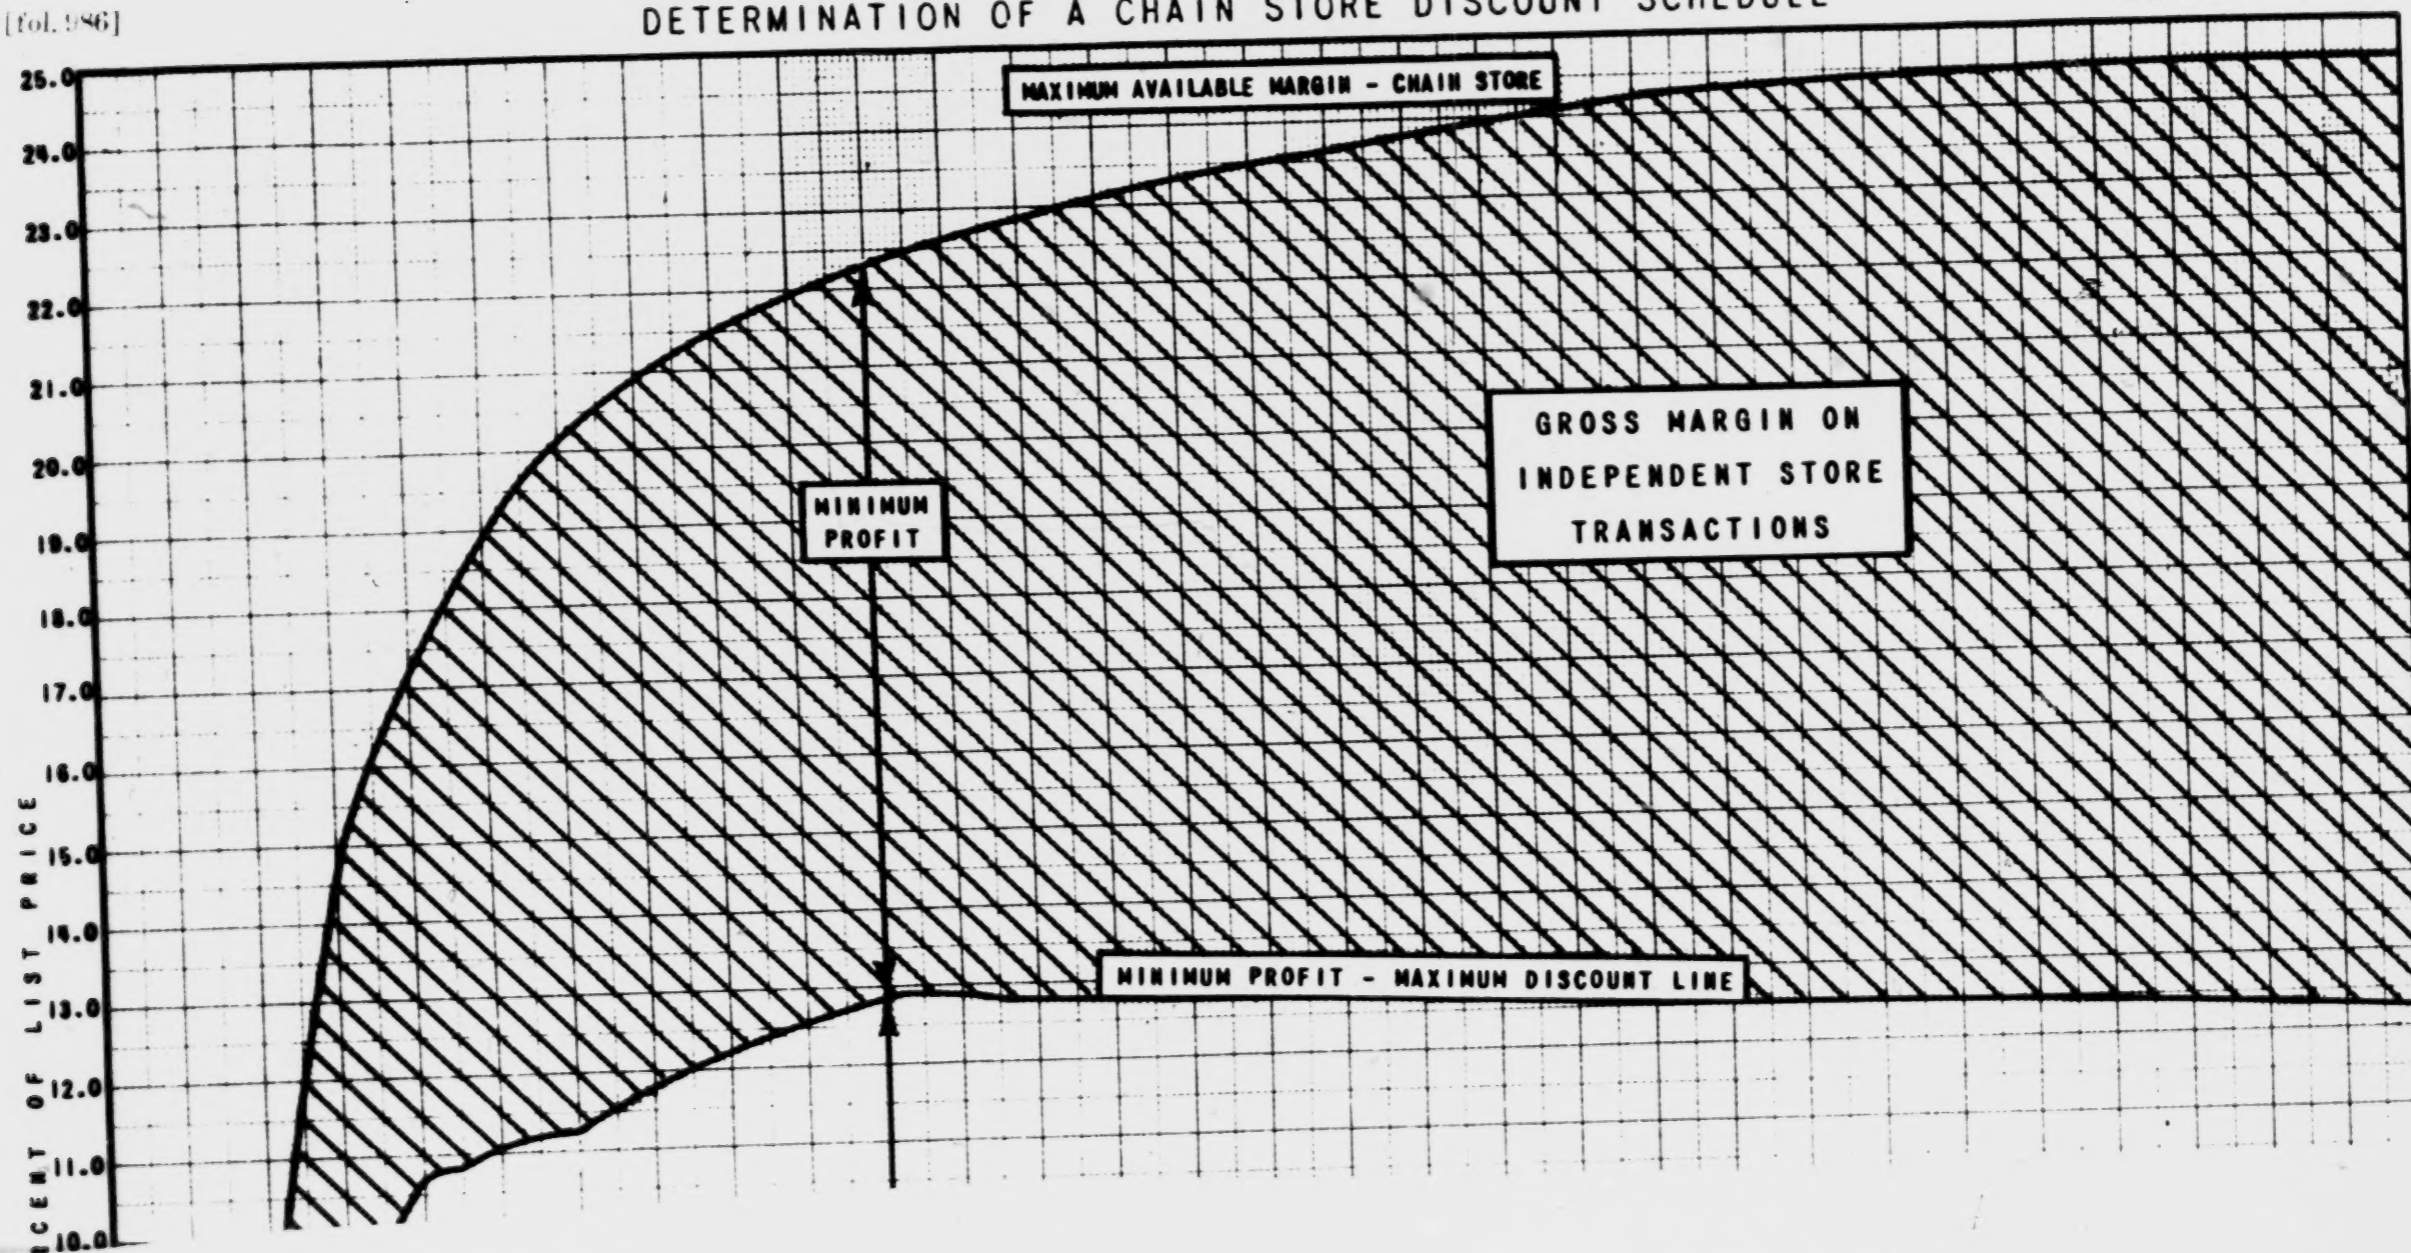 [fol. 986]
DETERMINATION OF A CHAIN STORE DISCOUNT SCHEDULE
MAXIMUM AVAILABLE MARGIN - CHAIN STORE
25.0
24.0
23.0
22.0
21.0
20.0
19.0
18.0
17.0
16.0
15.0
14.0
13.0
12.0
11.0
10.0
OF LIST PRICE
GROSS MARGIN ON
INDEPENDENT STORE
TRANSACTIONS
MINIMUM
PROFIT
MINIMUM PROFIT - MAXIMUM DISCOUNT LINE